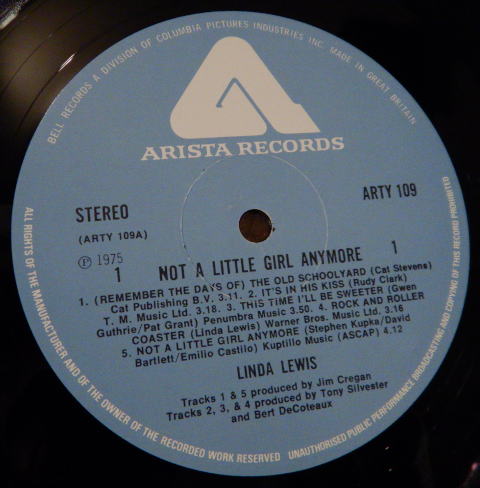 BELL RECORDS A DIVISION OF COLUMBIA PICTURES INDUSTRIES INC. MADE IN GREAT BRITAIN
ARISTA RECORDS
STEREO
ARTY 109
(ARTY 109A)
Ⓟ 1975
1 NOT A LITTLE GIRL ANYMORE 1
1. (REMEMBER THE DAYS OF) THE OLD SCHOOLYARD (Cat Stevens)
Cat Publishing B.V. 3.11. 2. IT'S IN HIS KISS (Rudy Clark)
T. M. Music Ltd. 3.18. 3. THIS TIME I'LL BE SWEETER (Gwen
Guthrie/Pat Grant) Penumbra Music 3.50. 4. ROCK AND ROLLER
COASTER (Linda Lewis) Warner Bros. Music Ltd. 3.16
5. NOT A LITTLE GIRL ANYMORE (Stephen Kupka/David
Bartlett/Emilio Castillo) Kuptillo Music (ASCAP) 4.12
LINDA LEWIS
Tracks 1 & 5 produced by Jim Cregan
Tracks 2, 3, & 4 produced by Tony Silvester
and Bert DeCoteaux
ALL RIGHTS OF THE MANUFACTURER AND OF THE OWNER OF THE RECORDED WORK RESERVED UNAUTHORISED PUBLIC PERFORMANCE BROADCASTING AND COPYING OF THIS RECORD PROHIBITED